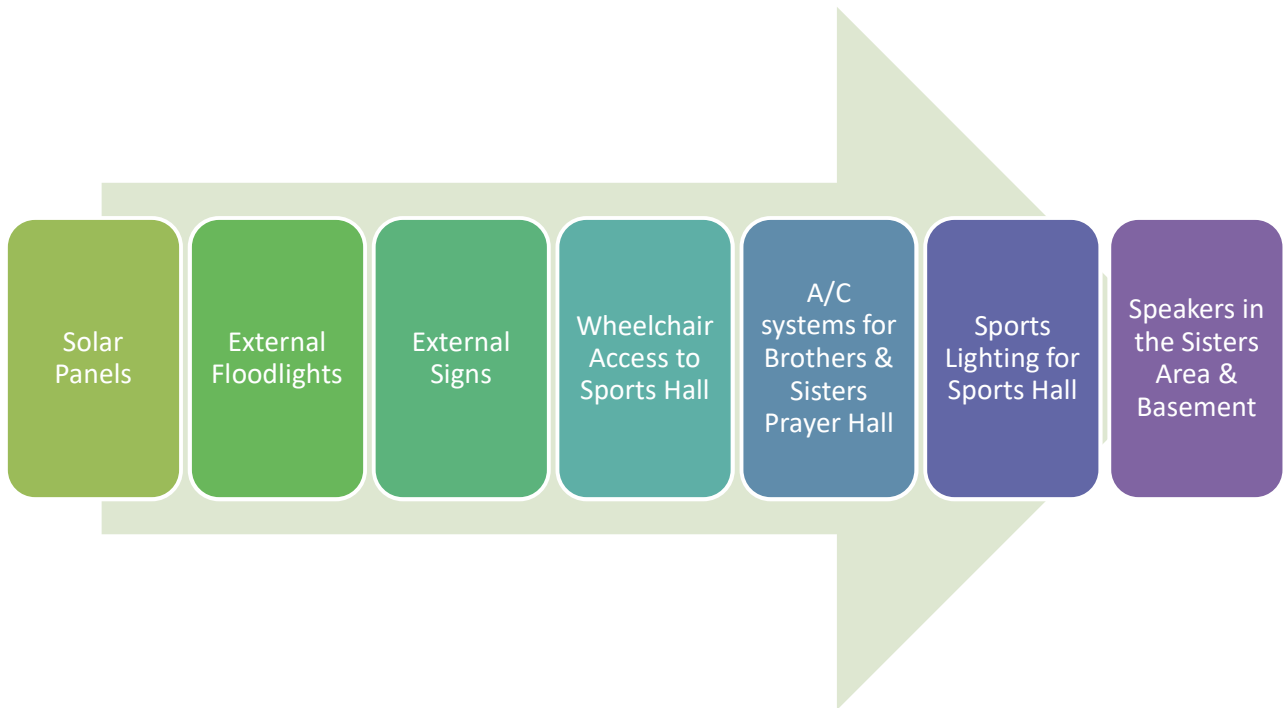 Solar
Panels
External
Floodlights
External
Signs
Wheelchair
Access to
Sports Hall
A/C
systems for
Brothers &
Sisters
Prayer Hall
Sports
Lighting for
Sports Hall
Speakers in
the Sisters
Area &
Basement